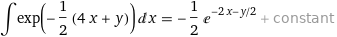 ∫exp(-1/2 (4 x + y)) dx = -1/2 e^(-2 x-y/2) + constant